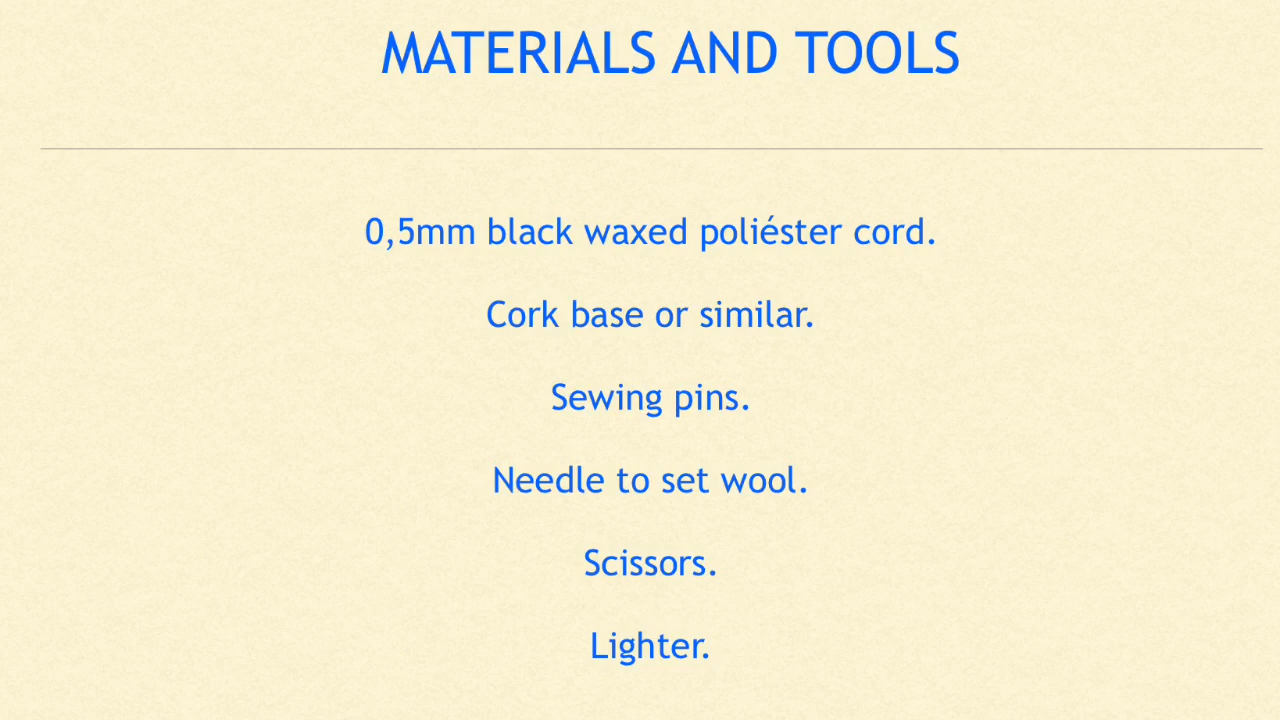 MATERIALS AND TOOLS
0,5mm black waxed poliéster cord.
Cork base or similar.
Sewing pins.
Needle to set wool.
Scissors.
Lighter.